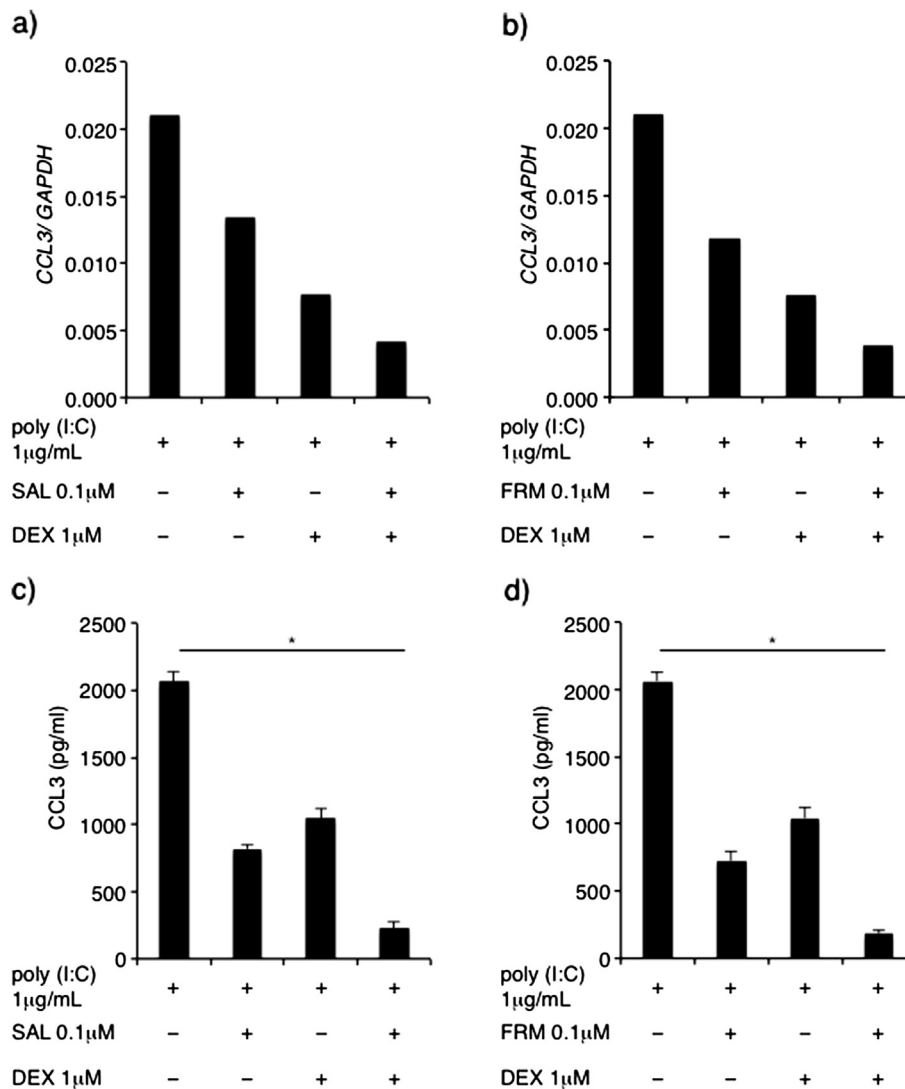 a)
0.025
0.020
0.015
0.010
0.005
0.000
CCL3/ GAPDH
poly (I:C)
1μg/mL + + + +
SAL 0.1μM – + – +
DEX 1μM – – + +
b)
0.025
0.020
0.015
0.010
0.005
0.000
CCL3/ GAPDH
poly (I:C)
1μg/mL + + + +
FRM 0.1μM – + – +
DEX 1μM – – + +
c)
2500
2000
1500
1000
500
0
CCL3 (pg/ml)
*
poly (I:C)
1μg/mL + + + +
SAL 0.1μM – + – +
DEX 1μM – – + +
d)
2500
2000
1500
1000
500
0
CCL3 (pg/ml)
*
poly (I:C)
1μg/mL + + + +
FRM 0.1μM – + – +
DEX 1μM – – + +